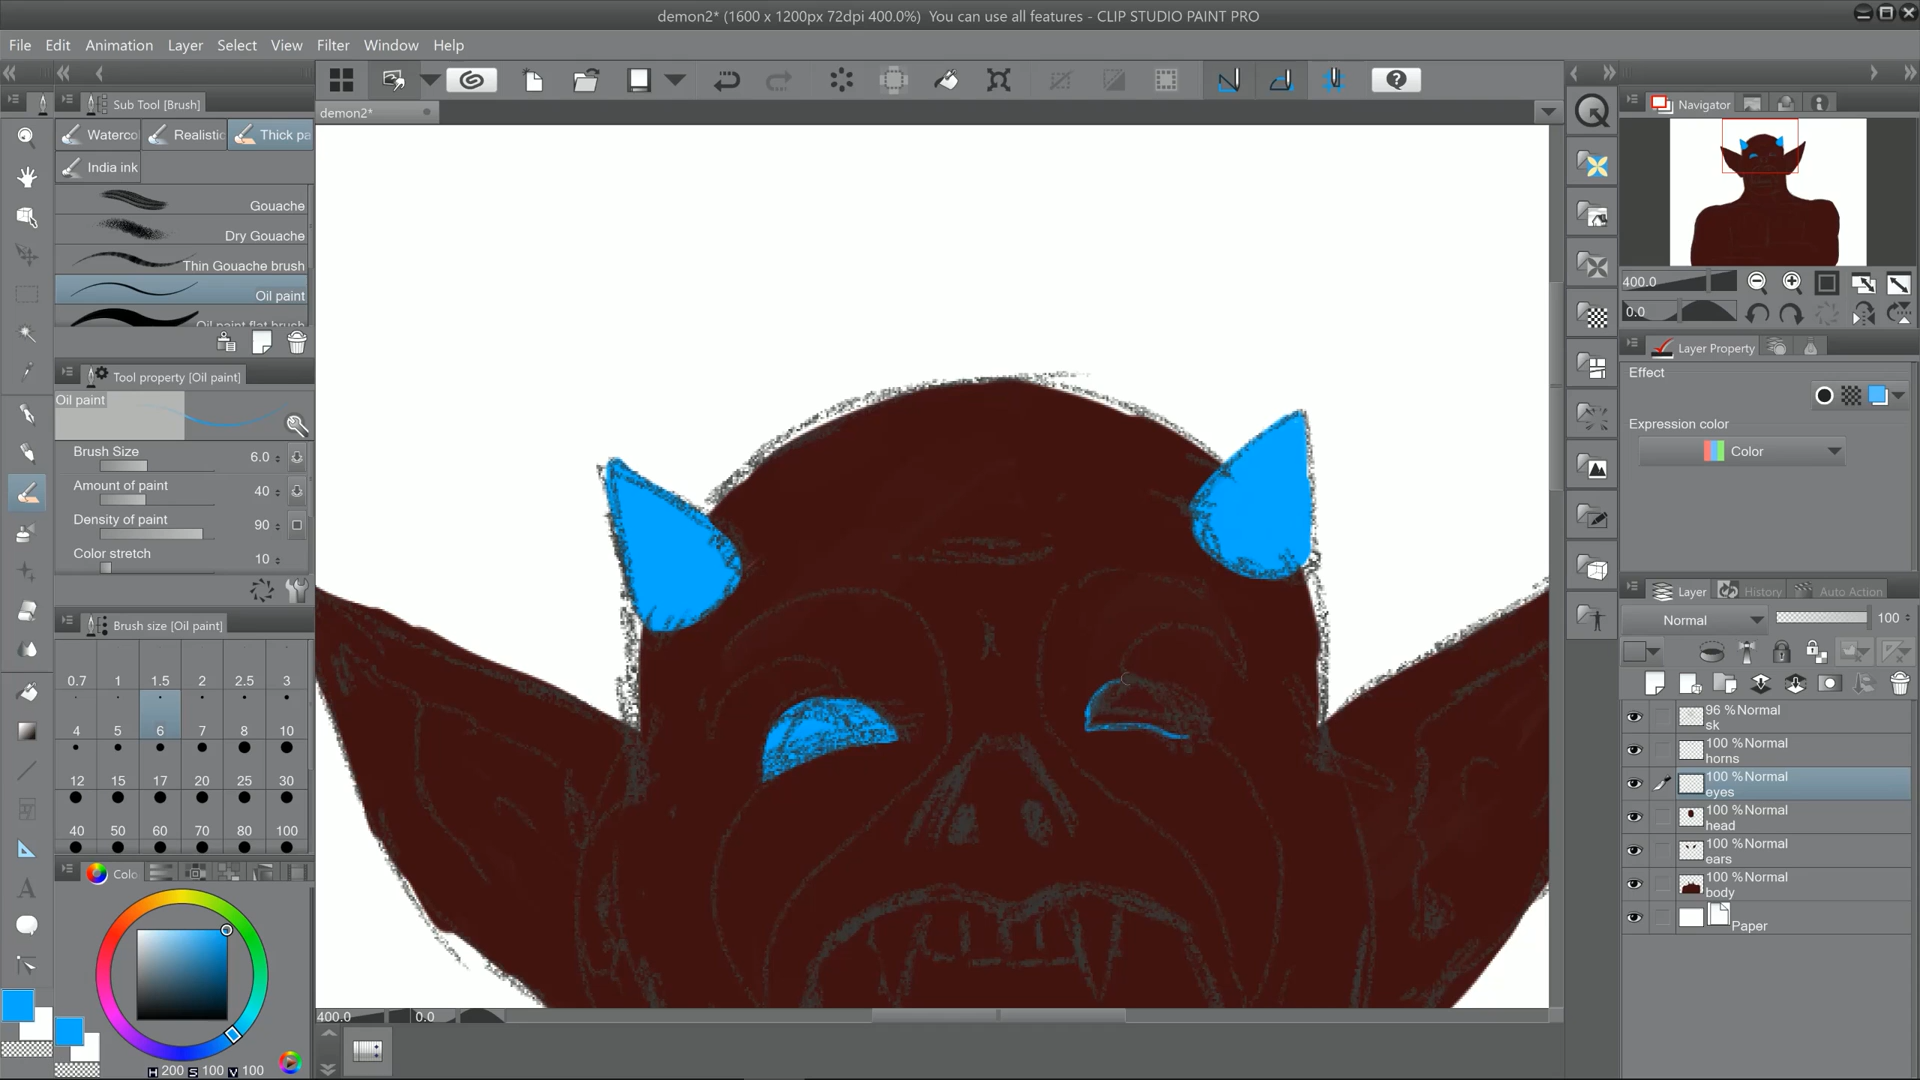 demon2* (1600 x 1200px 72dpi 400.0%) You can use all features - CLIP STUDIO PAINT PRO
File Edit Animation Layer Select View Filter Window Help
Sub Tool [Brush]
Waterco Realistic Thick pa
India ink
Gouache
Dry Gouache
Thin Gouache brush
Oil paint
Oil paint flat brush
Tool property [Oil paint]
Oil paint
Brush Size 6.0
Amount of paint 40
Density of paint 90
Color stretch 10
Brush size [Oil paint]
0.7 1 1.5 2 2.5 3
4 5 6 7 8 10
12 15 17 20 25 30
40 50 60 70 80 100
Colo
H 200 S 100 V 100
demon2*
400.0 0.0
Navigator
400.0
0.0
Layer Property
Effect
Expression color
Color
Layer History Auto Action
Normal 100
96 %Normal
sk
100 %Normal
horns
100 %Normal
eyes
100 %Normal
head
100 %Normal
ears
100 %Normal
body
Paper